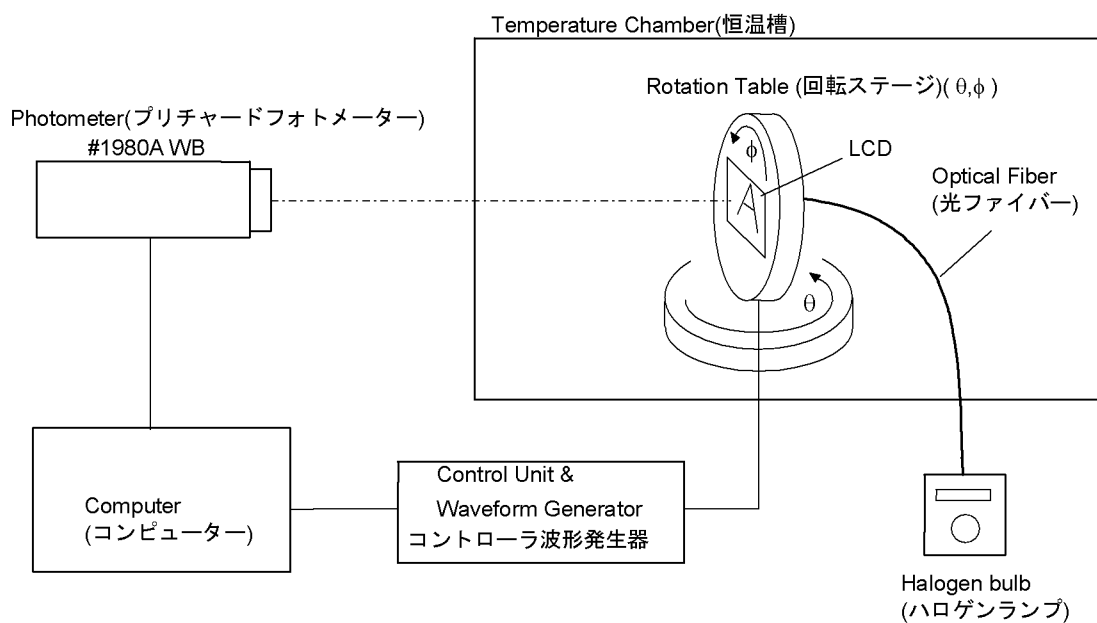 Temperature Chamber(恒温槽)
Rotation Table (回転ステージ)( θ,ϕ )
Photometer(プリチャードフォトメーター)
#1980A WB
ϕ
LCD
A
Optical Fiber
(光ファイバー)
θ
Computer
(コンピューター)
Control Unit &
Waveform Generator
コントローラ波形発生器
Halogen bulb
(ハロゲンランプ)